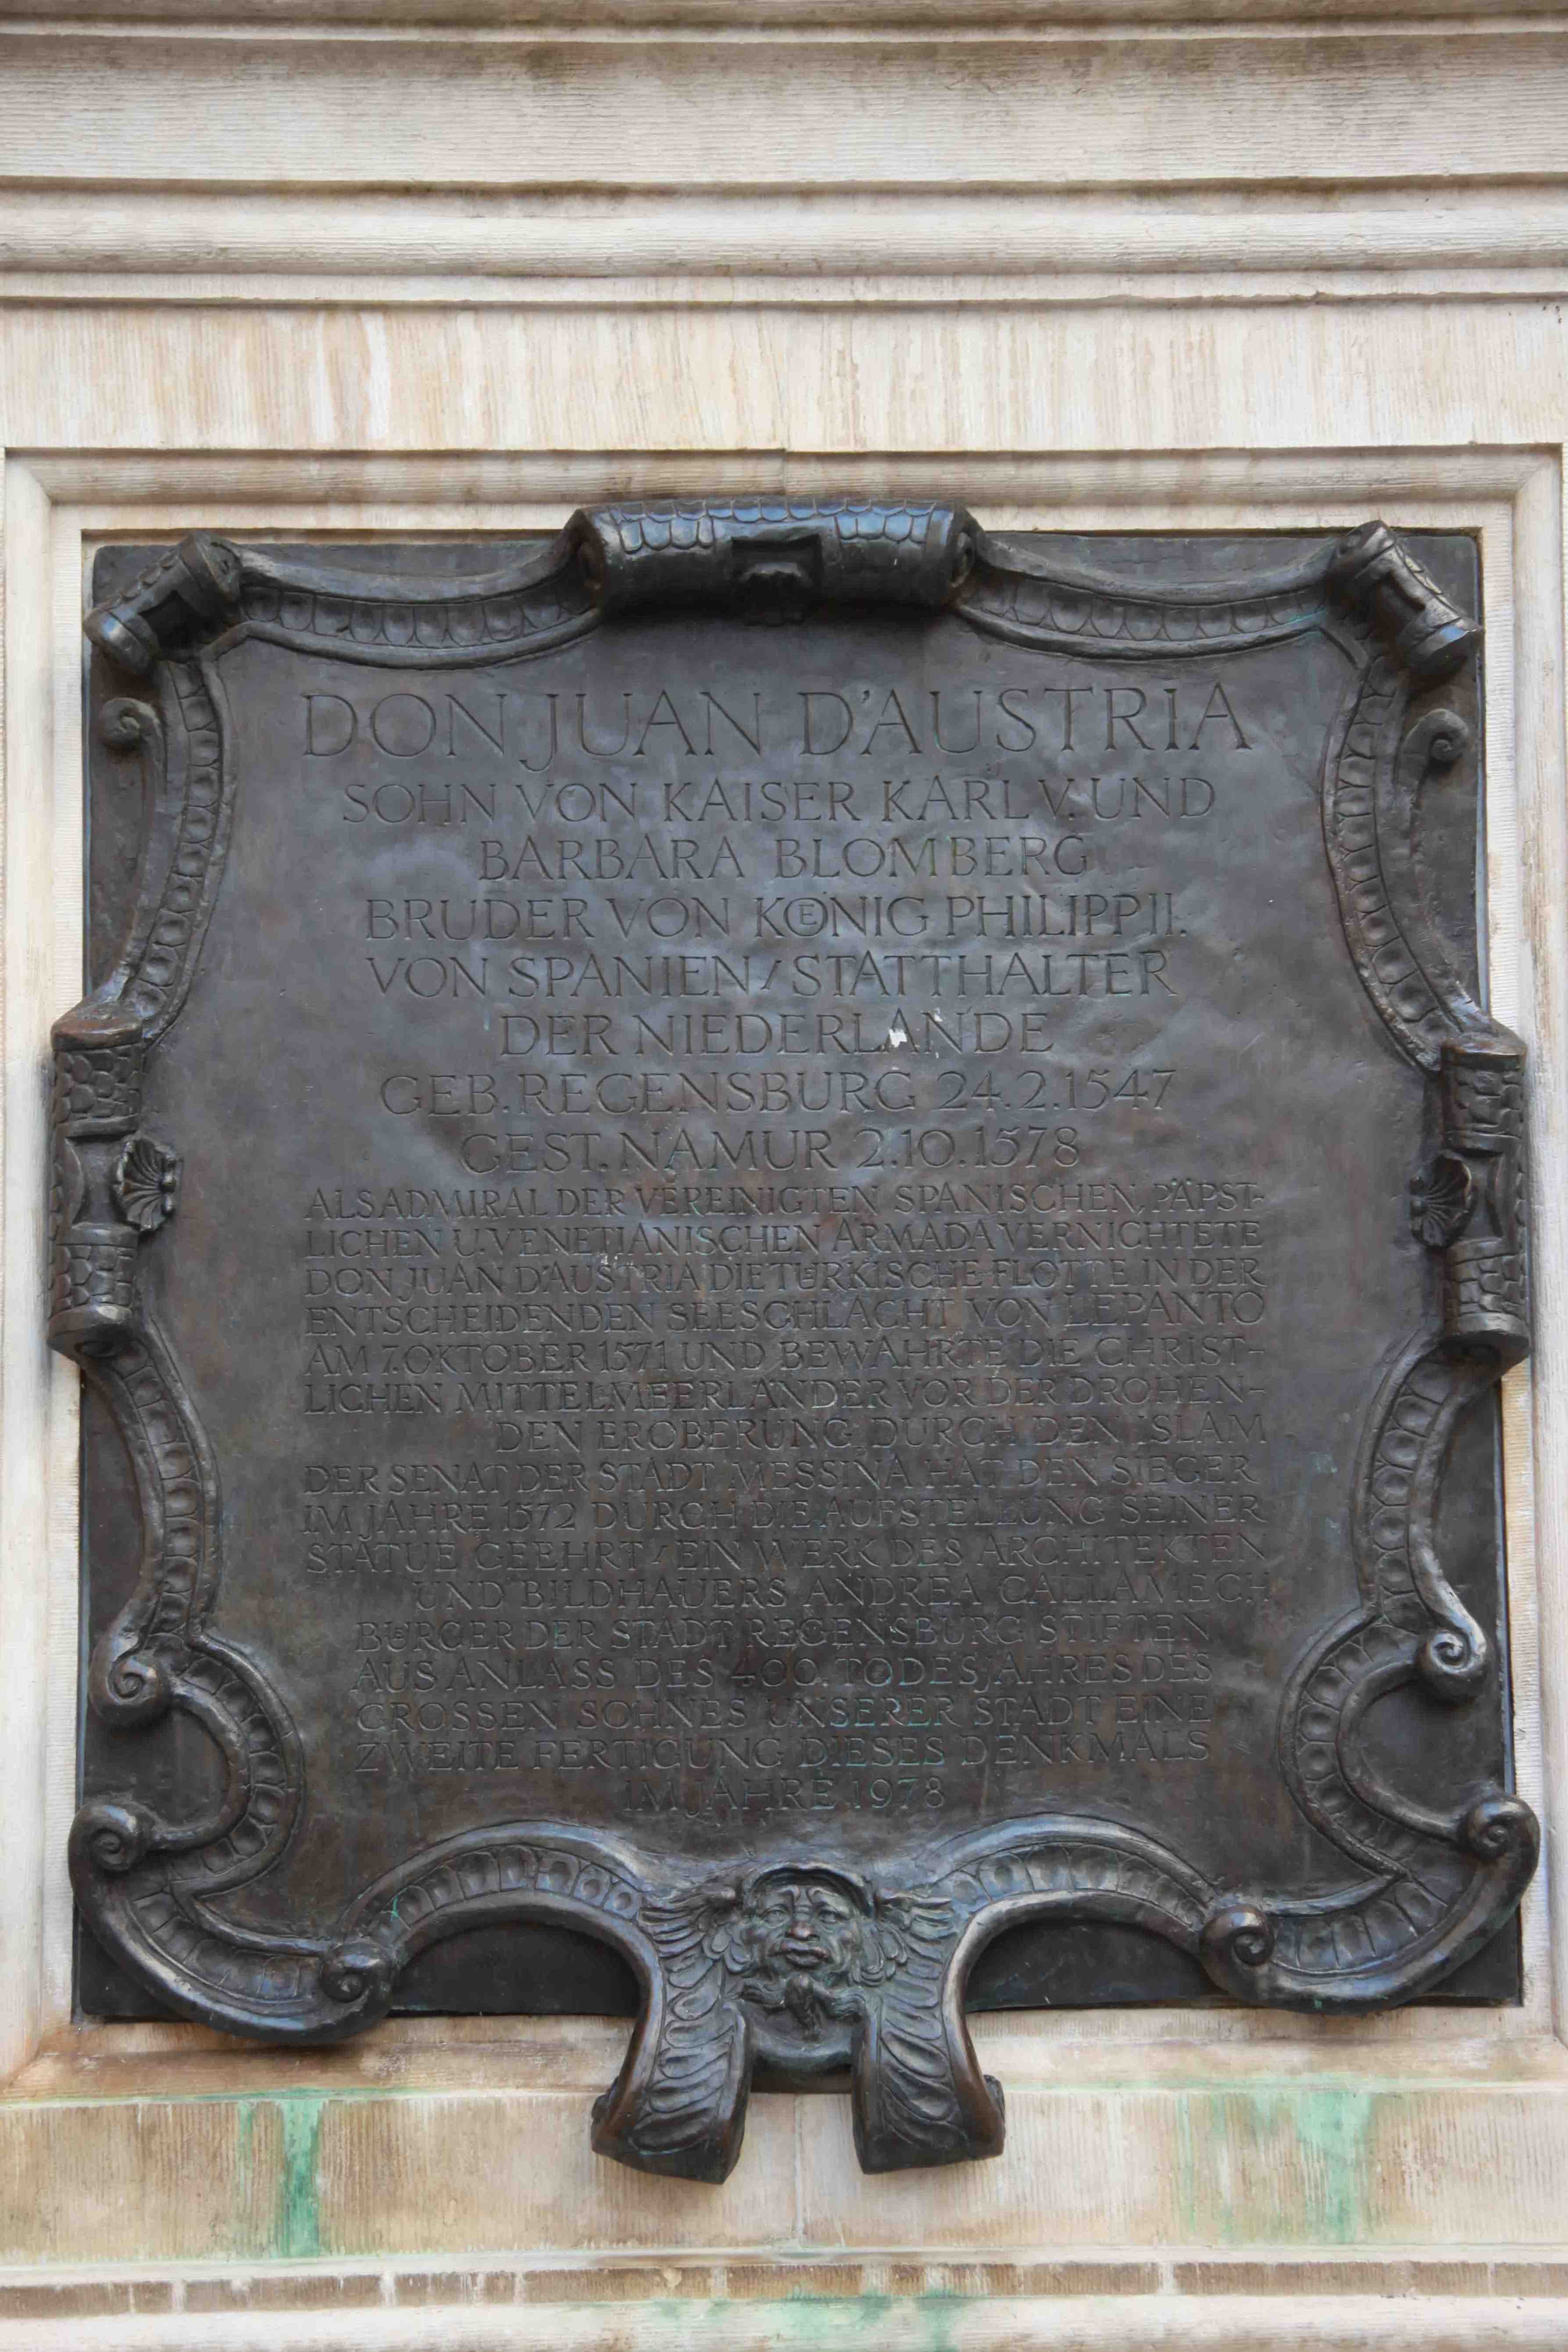 DON JUAN D'AUSTRIA
SOHN VON KAISER KARL V. UND
BARBARA BLOMBERG
BRUDER VON KOENIG PHILIPP II.
VON SPANIEN / STATTHALTER
DER NIEDERLANDE
GEB. REGENSBURG 24.2.1547
GEST. NAMUR 2.10.1578
ALS ADMIRAL DER VEREINIGTEN SPANISCHEN, PÄPST-
LICHEN U. VENETIANISCHEN ARMADA VERNICHTETE
DON JUAN D'AUSTRIA DIE TUERKISCHE FLOTTE IN DER
ENTSCHEIDENDEN SEESCHLACHT VON LEPANTO
AM 7. OKTOBER 1571 UND BEWAHRTE DIE CHRIST-
LICHEN MITTELMEERLÄNDER VOR DER DROHEN-
DEN EROBERUNG DURCH DEN ISLAM
DER SENAT DER STADT MESSINA HAT DEN SIEGER
IM JAHRE 1572 DURCH DIE AUFSTELLUNG SEINER
STATUE GEEHRT / EIN WERK DES ARCHITEKTEN
UND BILDHAUERS ANDREA CALLAMECH
BUERGER DER STADT REGENSBURG STIFTEN
AUS ANLASS DES 400. TODESJAHRES DES
GROSSEN SOHNES UNSERER STADT EINE
ZWEITE FERTIGUNG DIESES DENKMALS
IM JAHRE 1978